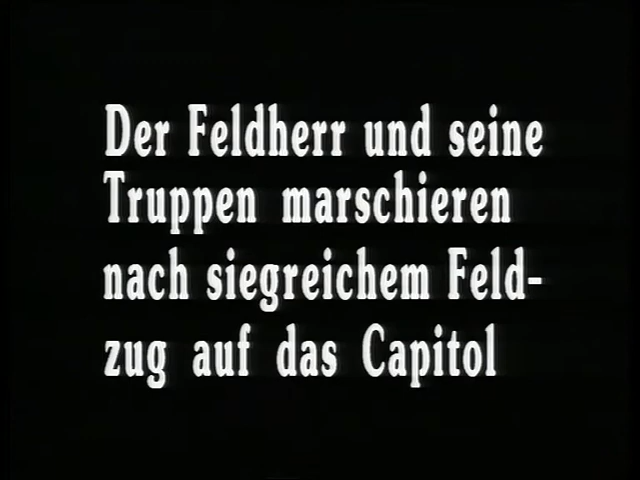 Der Feldherr und seine
Truppen marschieren
nach siegreichem Feld-
zug auf das Capitol